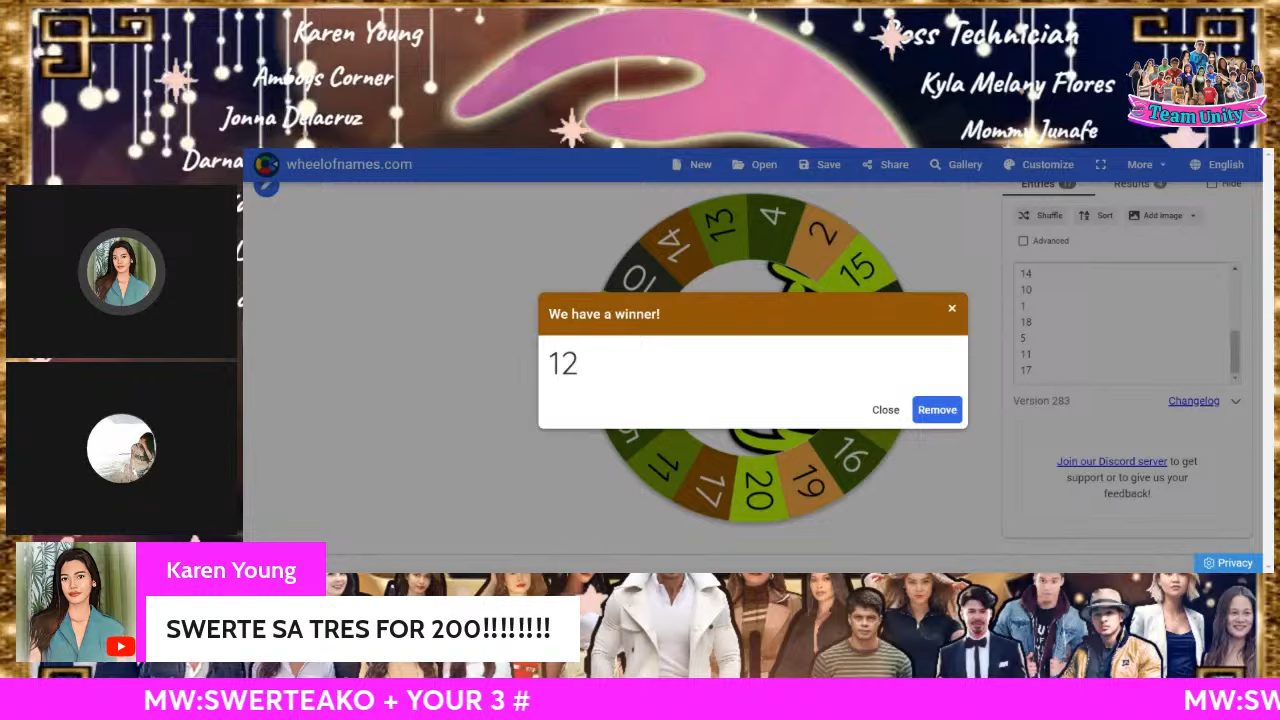 Karen Young
Amboys Corner
Jonna Delacruz
Darna
Boss Technician
Kyla Melany Flores
Mommy Junafe
Team Unity
wheelofnames.com
New
Open
Save
Share
Gallery
Customize
More
English
Entries 17
Results 4
Hide
Shuffle
Sort
Add image
Advanced
14
10
1
18
5
11
17
Version 283
Changelog
Join our Discord server to get
support or to give us your
feedback!
10
14
13
4
2
15
We have a winner!
12
Close
Remove
5
11
17
20
19
16
Privacy
Karen Young
SWERTE SA TRES FOR 200!!!!!!!!
MW:SWERTEAKO + YOUR 3 #
MW:SW